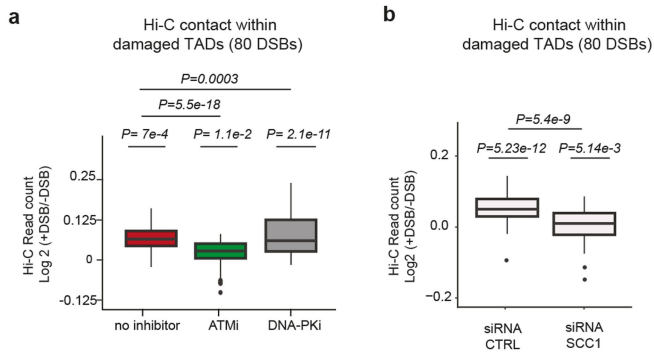 a
Hi-C contact within
damaged TADs (80 DSBs)
P=0.0003
P=5.5e-18
P= 7e-4
P= 1.1e-2
P= 2.1e-11
Hi-C Read count
Log 2 (+DSB/-DSB)
0.25
0.125
0
-0.125
no inhibitor
ATMi
DNA-PKi
b
Hi-C contact within
damaged TADs (80 DSBs)
P=5.4e-9
P=5.23e-12
P=5.14e-3
Hi-C Read count
Log2 (+DSB/-DSB)
0.2
0.0
−0.2
siRNA
CTRL
siRNA
SCC1